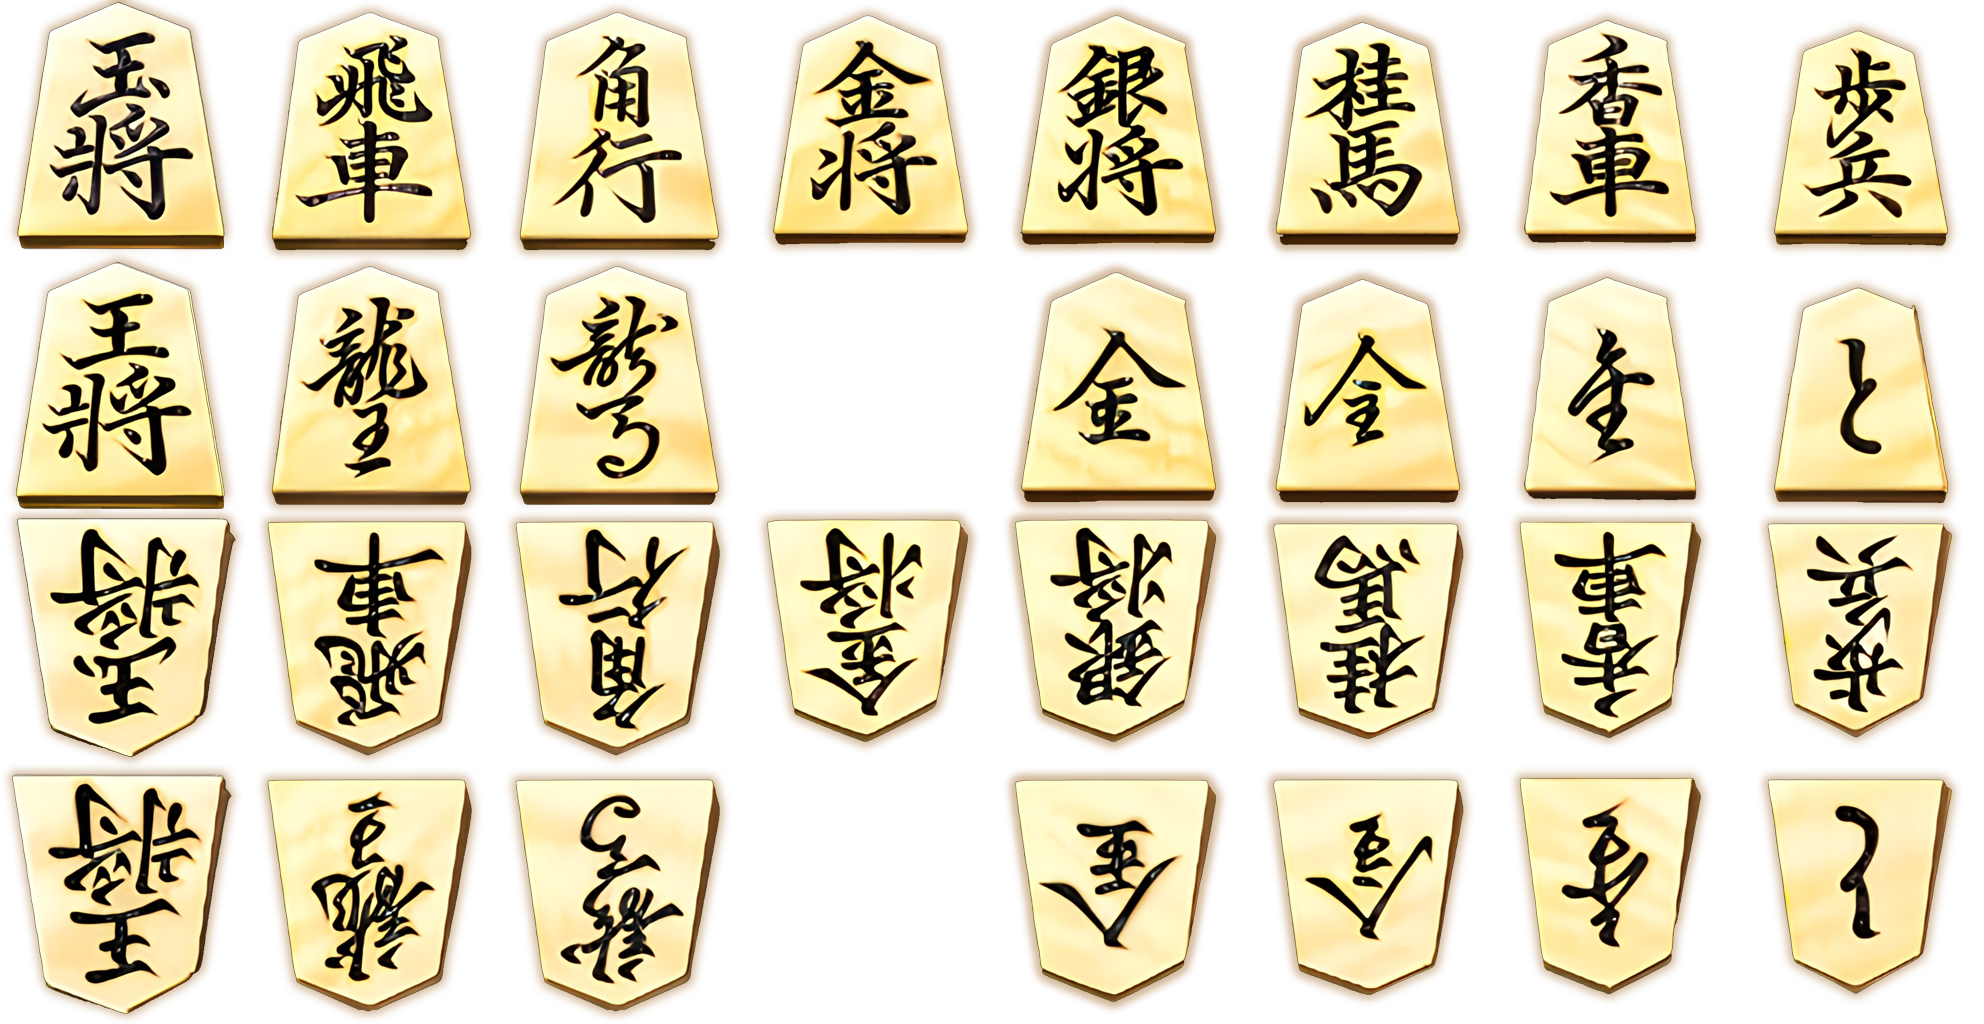 玉將 飛車 角行 金将 銀将 桂馬 香車 歩兵
王將 龍王 龍馬 金 全 金 と
玉將 飛車 角行 金将 銀将 桂馬 香車 歩兵
王將 龍王 龍馬 金 全 金 と